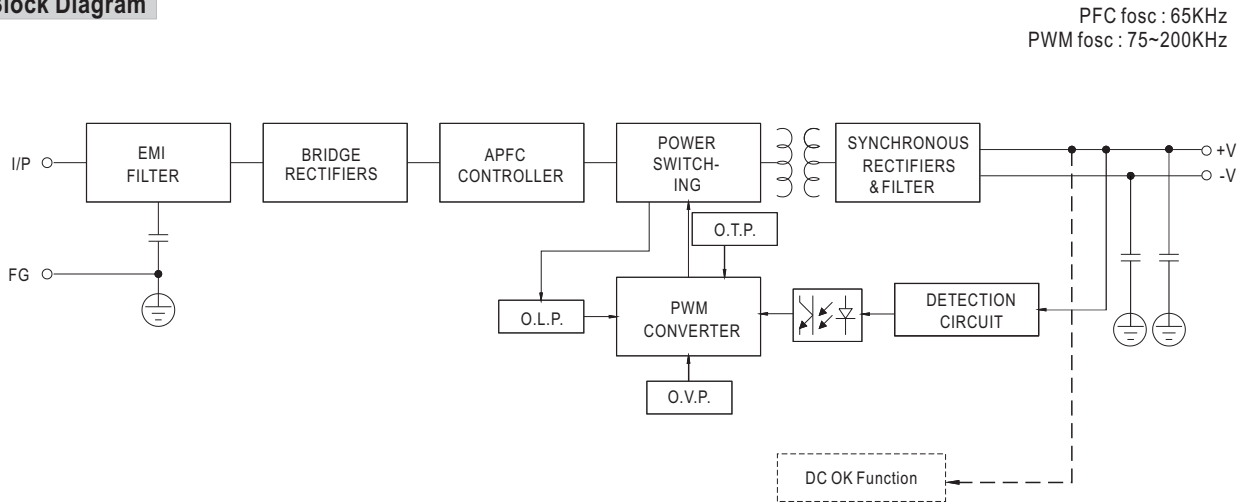 Block Diagram
PFC fosc : 65KHz
PWM fosc : 75~200KHz
I/P
EMI
FILTER
BRIDGE
RECTIFIERS
APFC
CONTROLLER
POWER
SWITCH-
ING
SYNCHRONOUS
RECTIFIERS
& FILTER
+V
-V
O.T.P.
FG
O.L.P.
PWM
CONVERTER
DETECTION
CIRCUIT
O.V.P.
DC OK Function